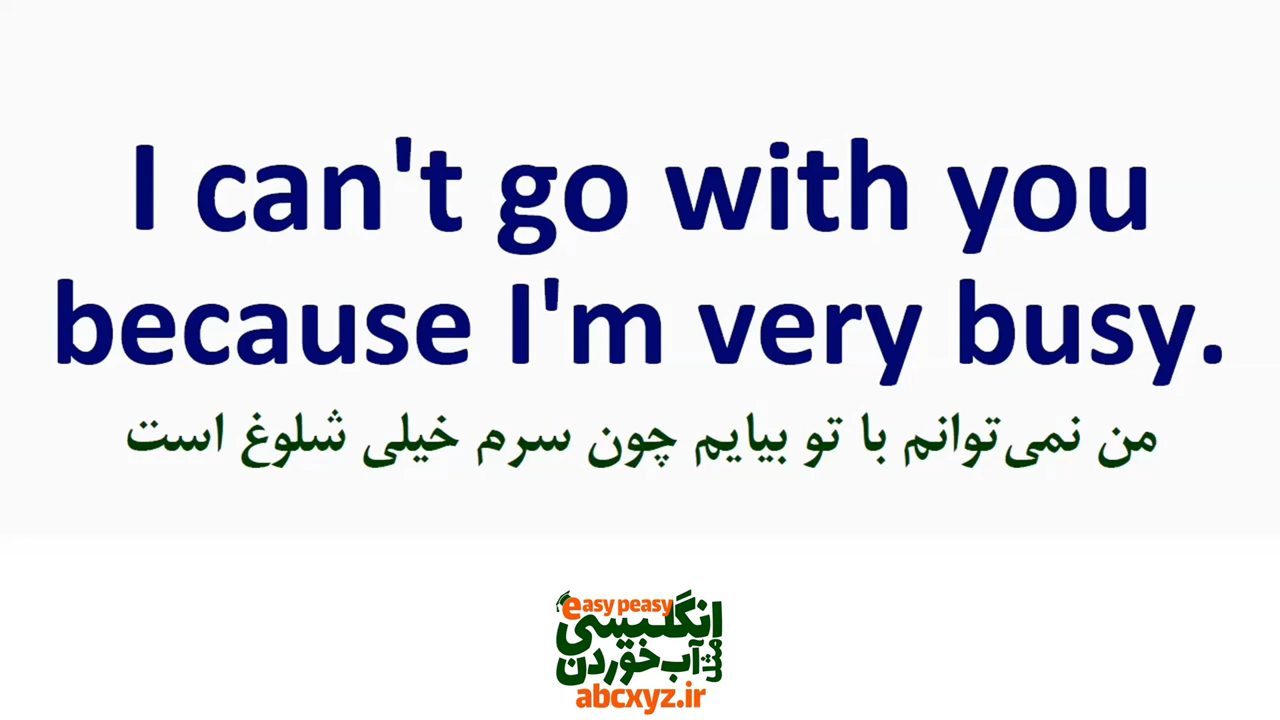 I can't go with you
because I'm very busy.
من نمی‌توانم با تو بیایم چون سرم خیلی شلوغ است
easy peasy
انگلیسی
مثل آب خوردن
abcxyz.ir